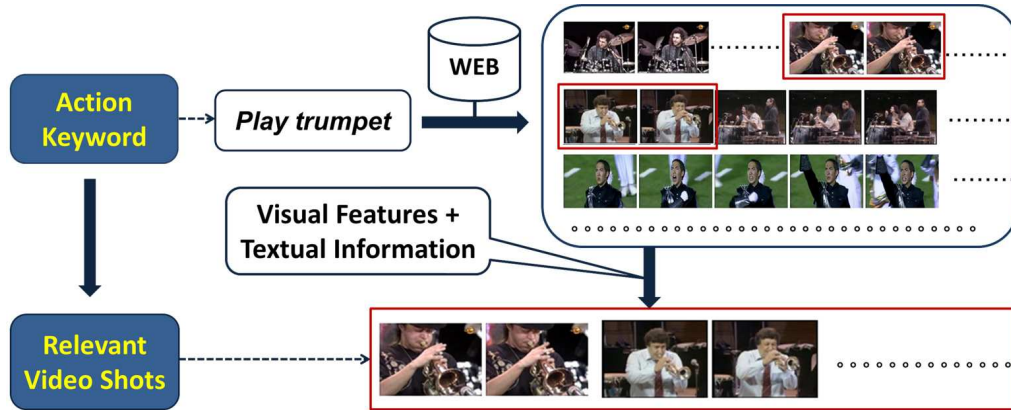 WEB
Action
Keyword
Play trumpet
Visual Features +
Textual Information
Relevant
Video Shots